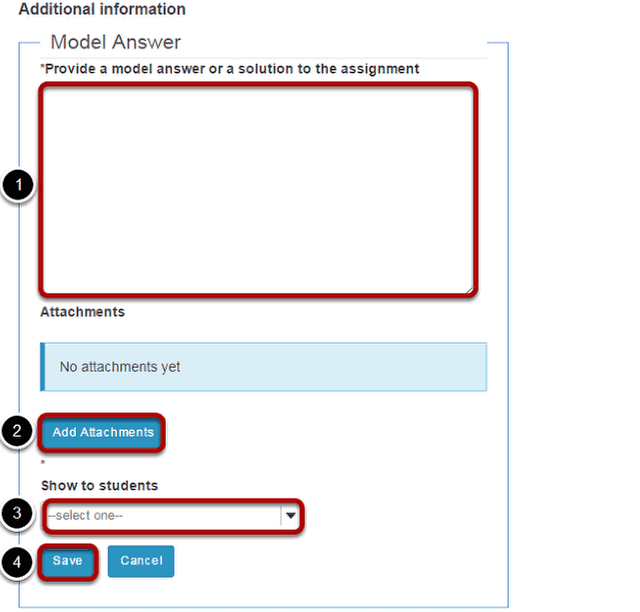 Additional information
Model Answer
*Provide a model answer or a solution to the assignment
1
Attachments
No attachments yet
2
Add Attachments
*
Show to students
3
--select one--
4
Save
Cancel